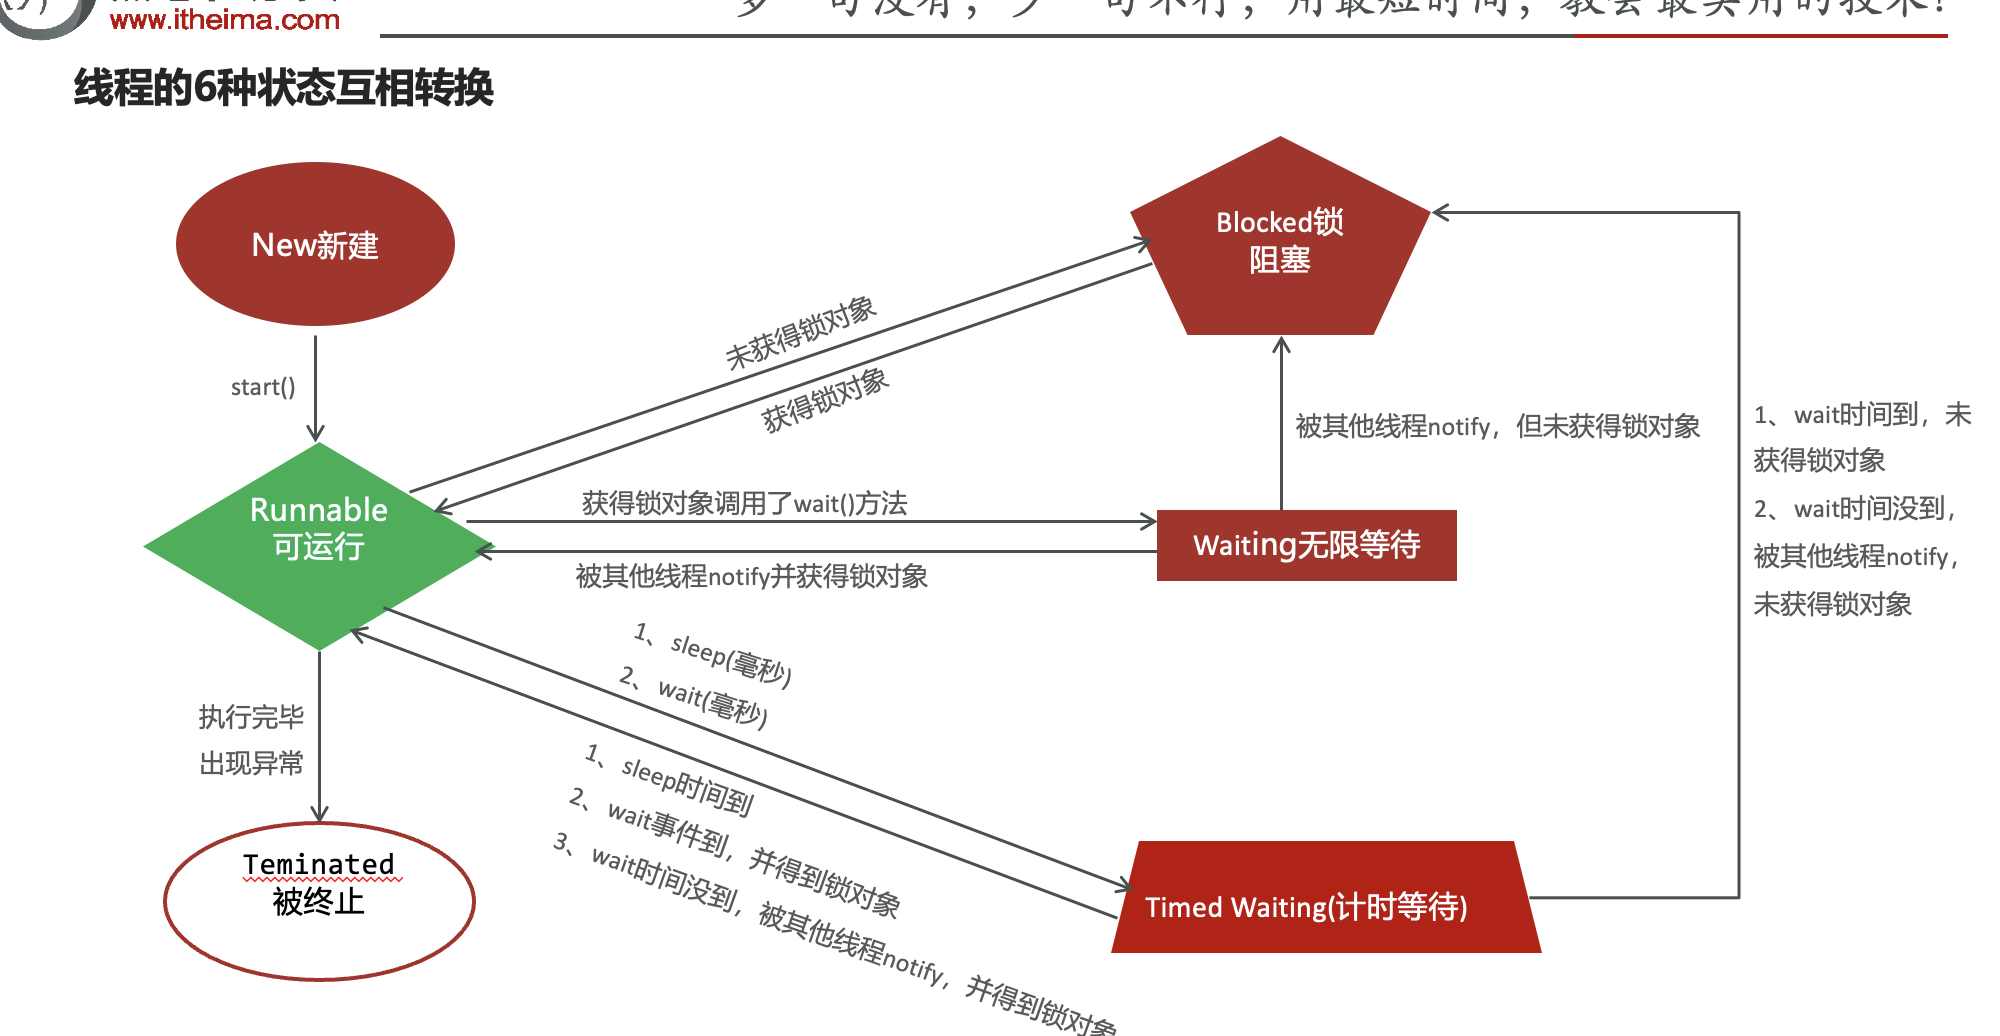 www.itheima.com
线程的6种状态互相转换
New新建
start()
Runnable
可运行
执行完毕
出现异常
Teminated
被终止
未获得锁对象
获得锁对象
获得锁对象调用了wait()方法
被其他线程notify并获得锁对象
1、sleep(毫秒)
2、wait(毫秒)
1、sleep时间到
2、wait事件到，并得到锁对象
3、wait时间没到，被其他线程notify，并得到锁对象
Blocked锁
阻塞
被其他线程notify，但未获得锁对象
Waiting无限等待
Timed Waiting(计时等待)
1、wait时间到，未
获得锁对象
2、wait时间没到，
被其他线程notify，
未获得锁对象